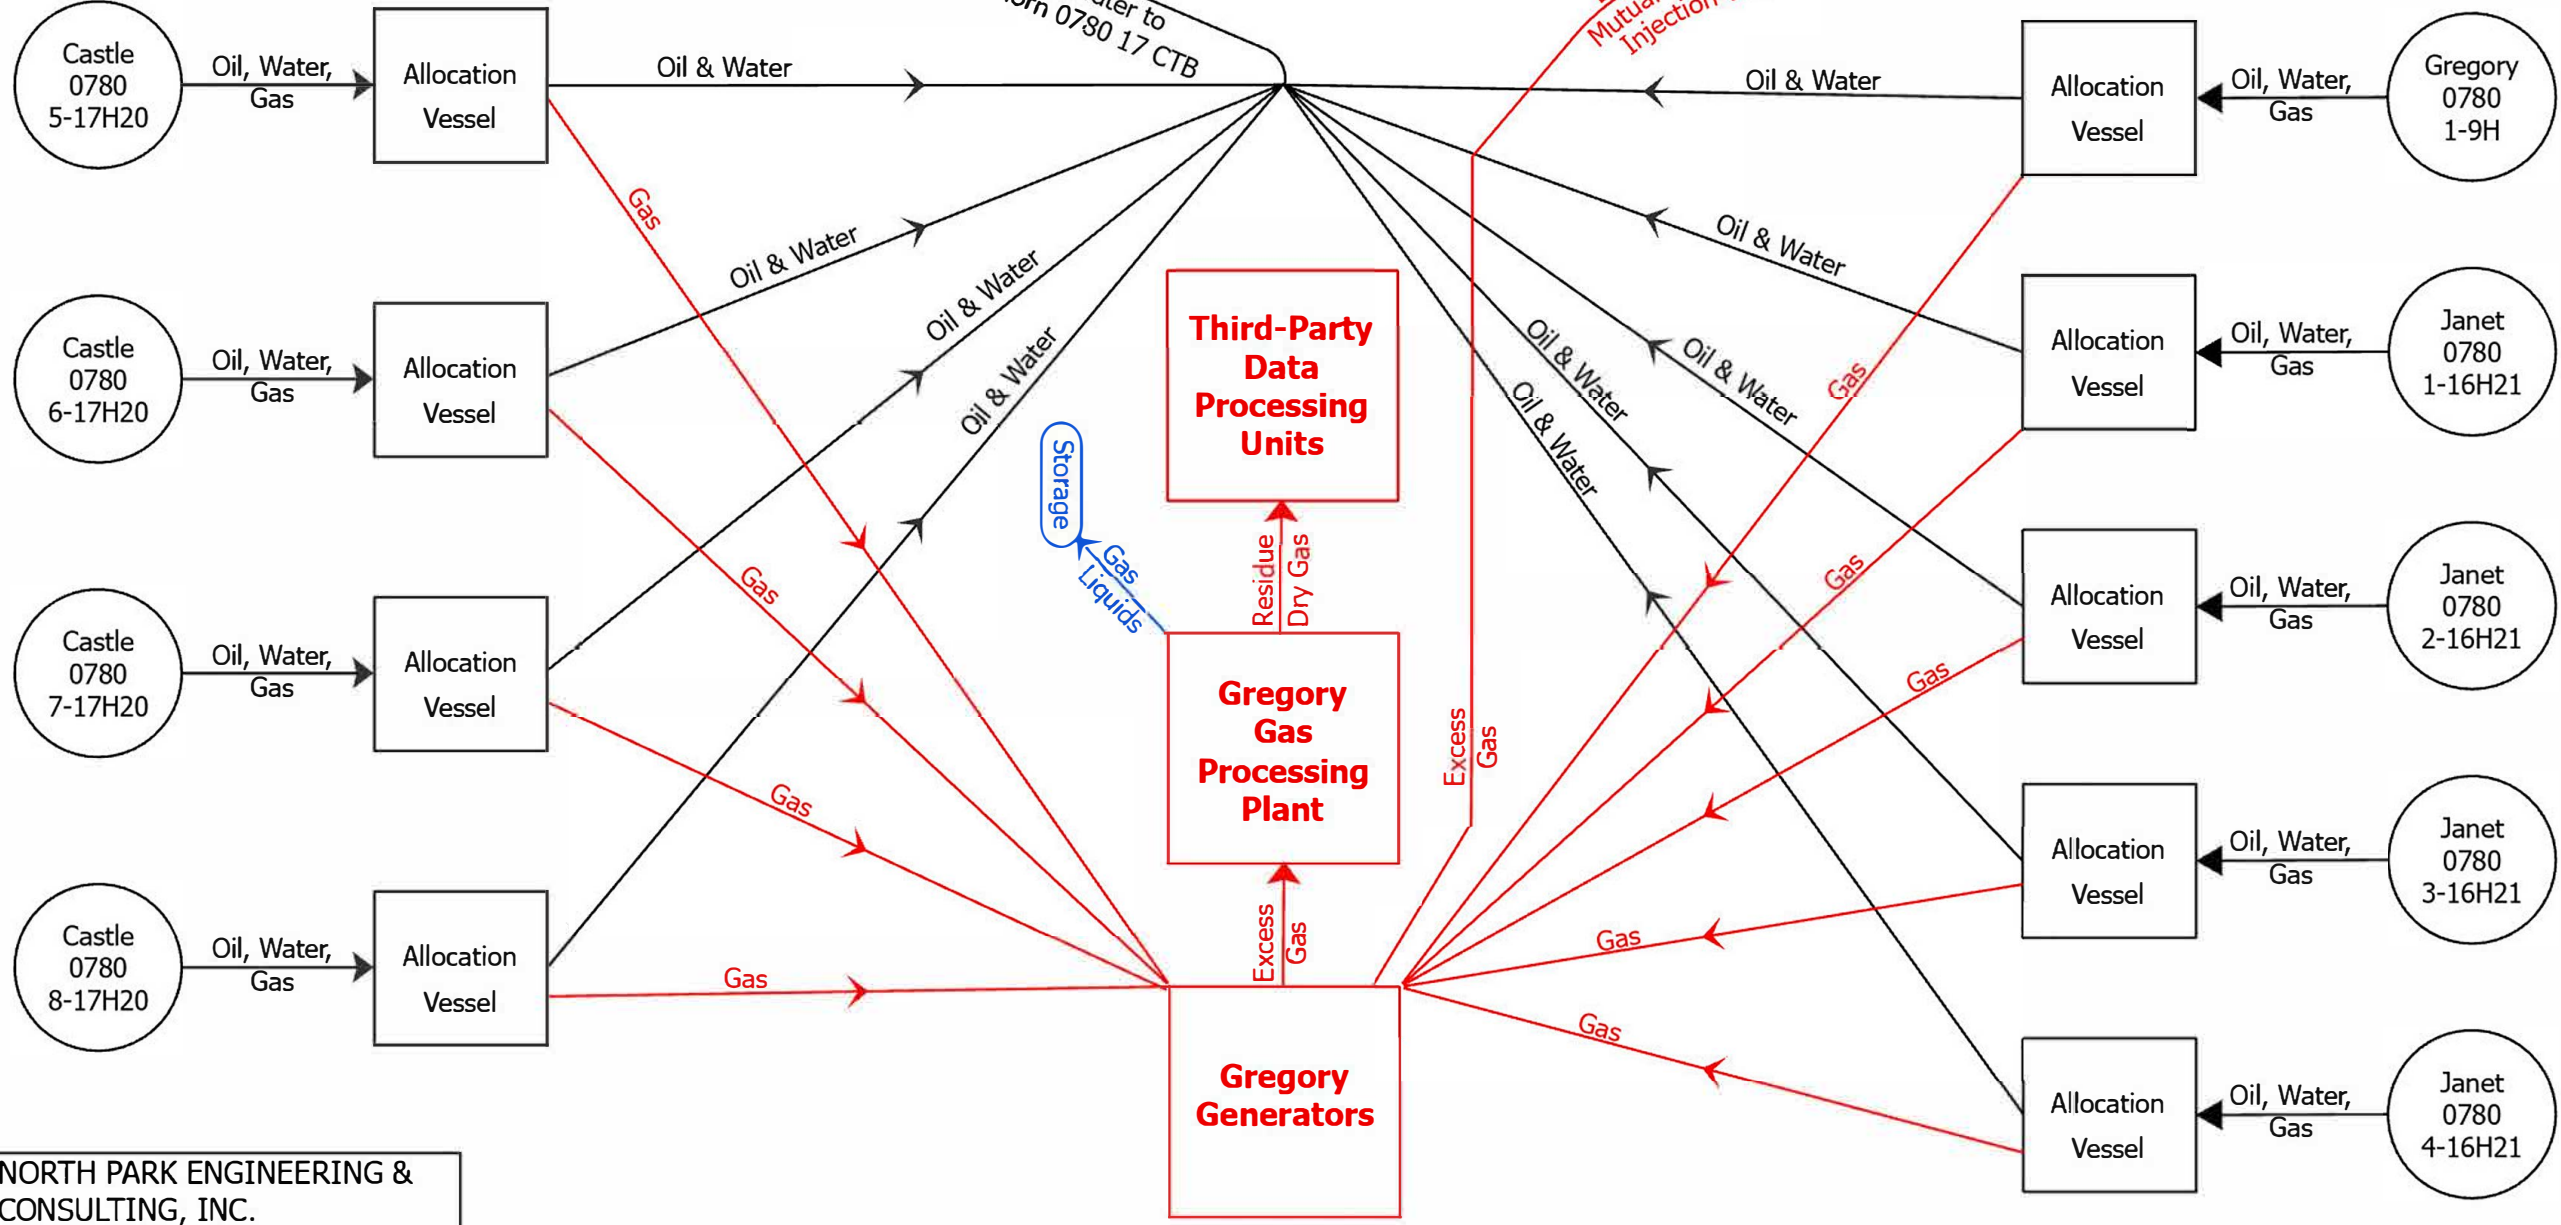 to
0780 17 CTB
Mutual
Injection
Castle
0780
5-17H20
Oil, Water,
Gas
Allocation
Vessel
Oil & Water
Oil & Water
Allocation
Vessel
Oil, Water,
Gas
Gregory
0780
1-9H
Gas
Castle
0780
6-17H20
Oil, Water,
Gas
Allocation
Vessel
Oil & Water
Oil & Water
Allocation
Vessel
Oil, Water,
Gas
Janet
0780
1-16H21
Gas
Gas
Castle
0780
7-17H20
Oil, Water,
Gas
Allocation
Vessel
Oil & Water
Oil & Water
Allocation
Vessel
Oil, Water,
Gas
Janet
0780
2-16H21
Gas
Gas
Castle
0780
8-17H20
Oil, Water,
Gas
Allocation
Vessel
Oil & Water
Gas
Oil & Water
Allocation
Vessel
Oil, Water,
Gas
Janet
0780
3-16H21
Gas
Oil & Water
Allocation
Vessel
Oil, Water,
Gas
Janet
0780
4-16H21
Gas
Gas
Third-Party
Data
Processing
Units
Storage
Gas
Liquids
Residue
Dry Gas
Gregory
Gas
Processing
Plant
Excess
Gas
Excess
Gas
Gregory
Generators
NORTH PARK ENGINEERING &
CONSULTING, INC.